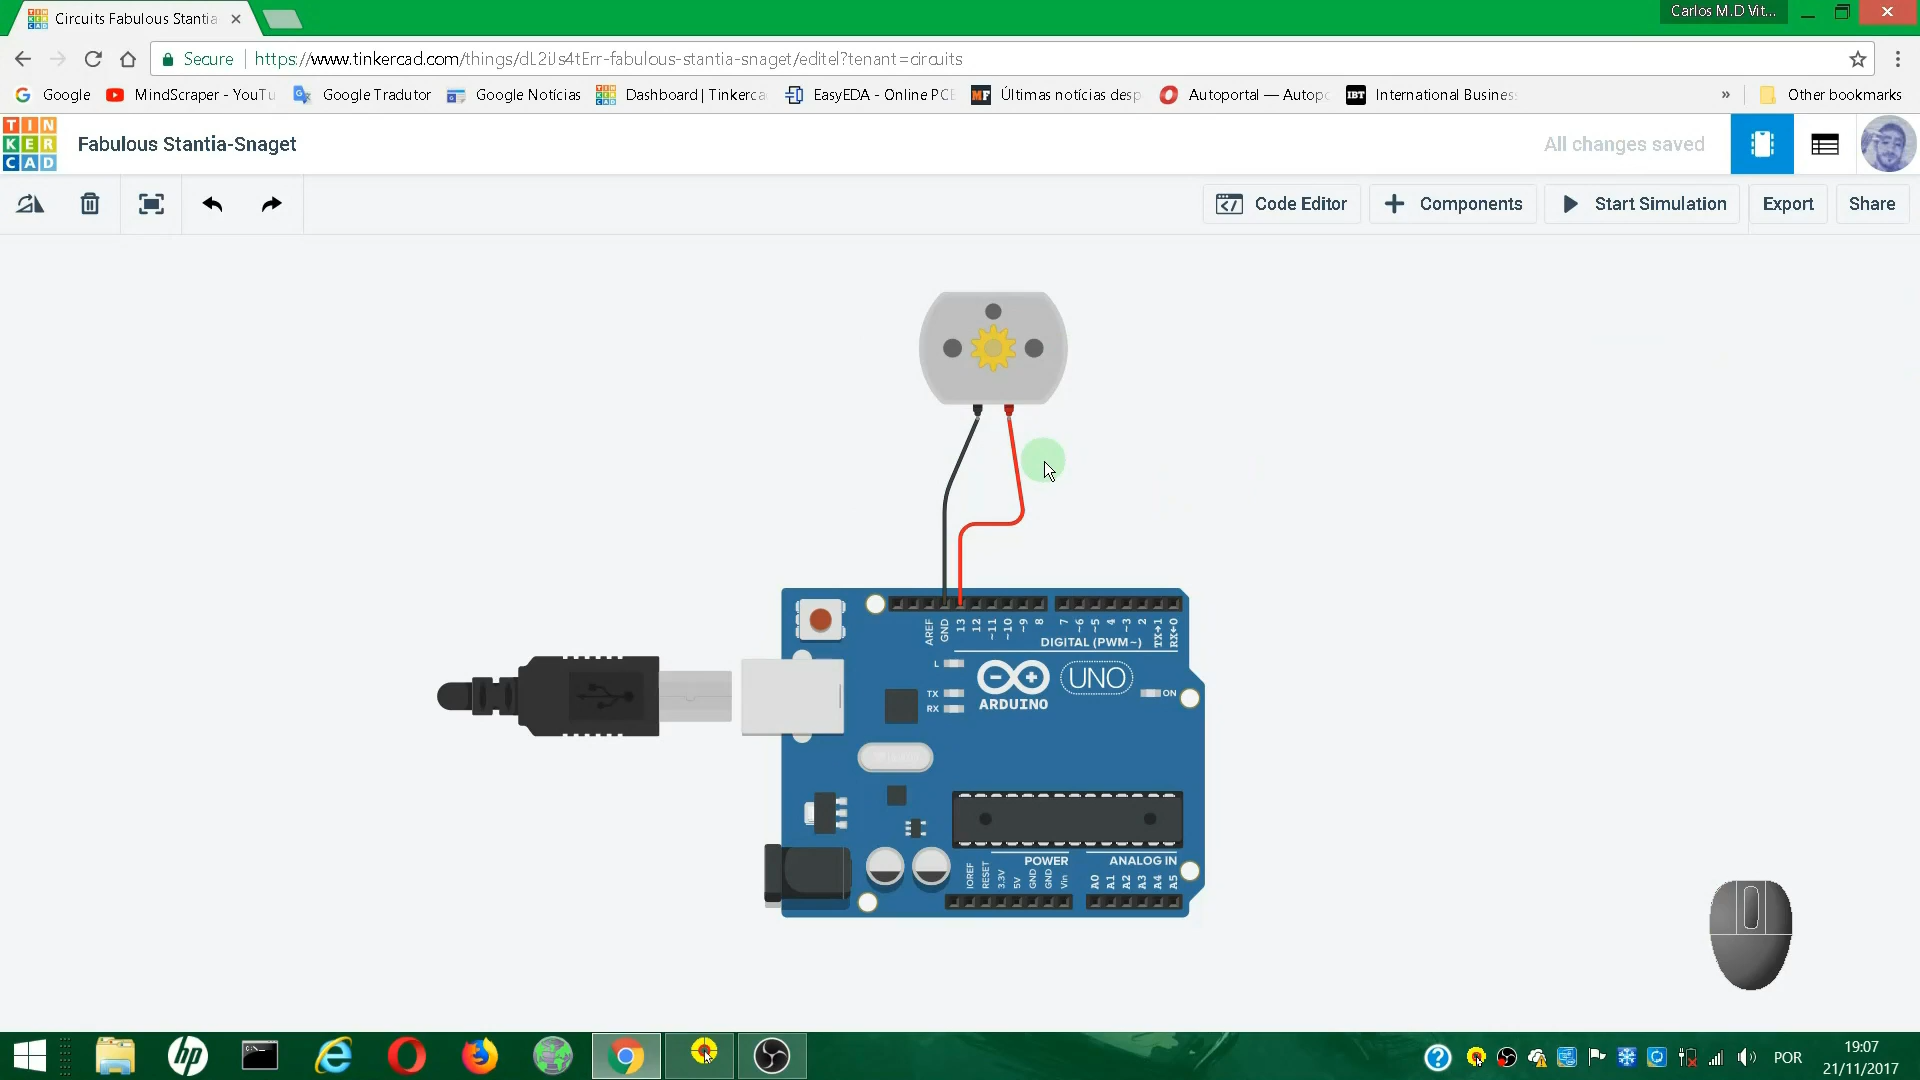 Circuits Fabulous Stantia
Carlos M.D Vit...
Secure
https://www.tinkercad.com/things/dL2iJs4tErr-fabulous-stantia-snaget/editel?tenant=circuits
Google
MindScraper - YouTu
Google Tradutor
Google Notícias
Dashboard | Tinkerca
EasyEDA - Online PCE
MF
Últimas notícias desp
Autoportal — Autopo
IBT
International Busines
»
Other bookmarks
TIN
KER
CAD
Fabulous Stantia-Snaget
All changes saved
Code Editor
Components
Start Simulation
Export
Share
AREF
GND
13
12
~11
~10
~9
8
7
~6
~5
4
~3
2
TX→1
RX←0
DIGITAL (PWM~)
L
TX
RX
ARDUINO
UNO
ON
POWER
ANALOG IN
IOREF
RESET
3.3V
5V
GND
GND
Vin
A0
A1
A2
A3
A4
A5
hp
POR
19:07
21/11/2017